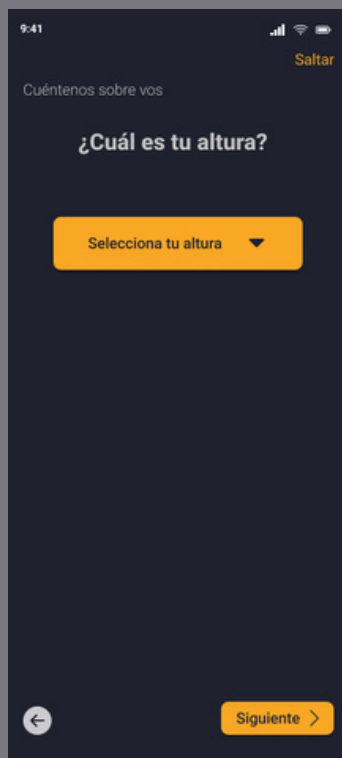 9:41
Saltar
Cuéntenos sobre vos
¿Cuál es tu altura?
Selecciona tu altura
Siguiente